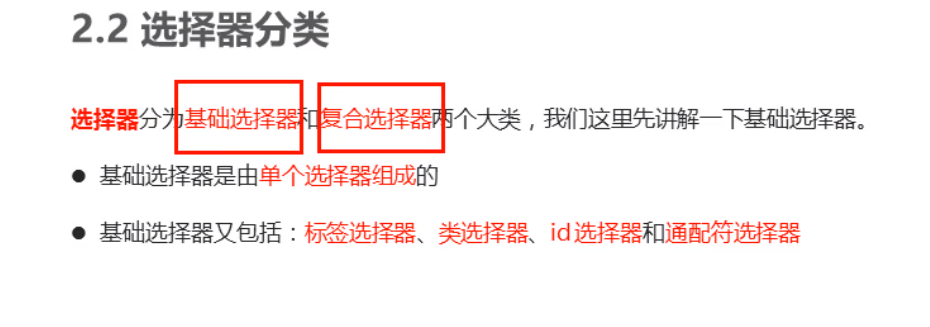 2.2 选择器分类
选择器分为基础选择器和复合选择器两个大类，我们这里先讲解一下基础选择器。
● 基础选择器是由单个选择器组成的
● 基础选择器又包括：标签选择器、类选择器、id 选择器和通配符选择器